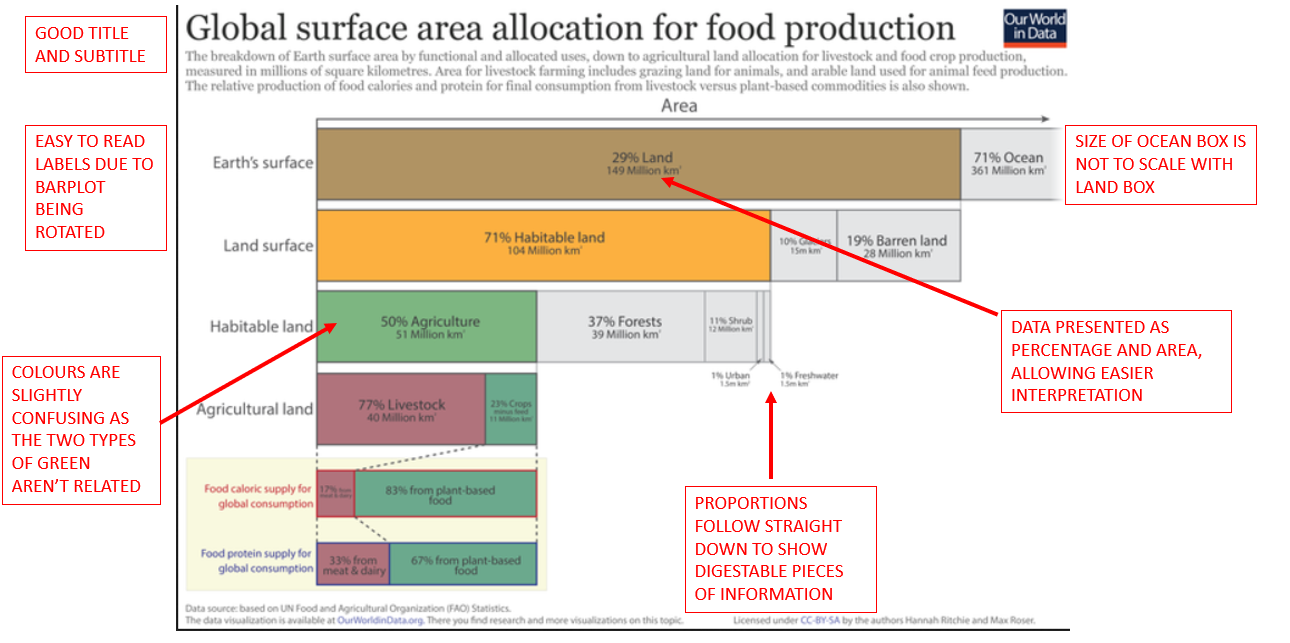 GOOD TITLE
AND SUBTITLE
Global surface area allocation for food production
Our World
in Data
The breakdown of Earth surface area by functional and allocated uses, down to agricultural land allocation for livestock and food crop production,
measured in millions of square kilometres. Area for livestock farming includes grazing land for animals, and arable land used for animal feed production.
The relative production of food calories and protein for final consumption from livestock versus plant-based commodities is also shown.
Area
EASY TO READ
LABELS DUE TO
BARPLOT
BEING
ROTATED
Earth's surface
29% Land
149 Million km²
71% Ocean
361 Million km²
SIZE OF OCEAN BOX IS
NOT TO SCALE WITH
LAND BOX
Land surface
71% Habitable land
104 Million km²
10% Glaciers
15m km²
19% Barren land
28 Million km²
Habitable land
50% Agriculture
51 Million km²
37% Forests
39 Million km²
11% Shrub
12 Million km²
1% Urban
1.5m km²
1% Freshwater
1.5m km²
DATA PRESENTED AS
PERCENTAGE AND AREA,
ALLOWING EASIER
INTERPRETATION
COLOURS ARE
SLIGHTLY
CONFUSING AS
THE TWO TYPES
OF GREEN
AREN'T RELATED
Agricultural land
77% Livestock
40 Million km²
23% Crops
minus feed
11 Million km²
Food caloric supply for
global consumption
17% from
meat & dairy
83% from plant-based
food
Food protein supply for
global consumption
33% from
meat & dairy
67% from plant-based
food
PROPORTIONS
FOLLOW STRAIGHT
DOWN TO SHOW
DIGESTABLE PIECES
OF INFORMATION
Data source: based on UN Food and Agricultural Organization (FAO) Statistics.
The data visualization is available at OurWorldinData.org. There you find research and more visualizations on this topic.
Licensed under CC-BY-SA by the authors Hannah Ritchie and Max Roser.